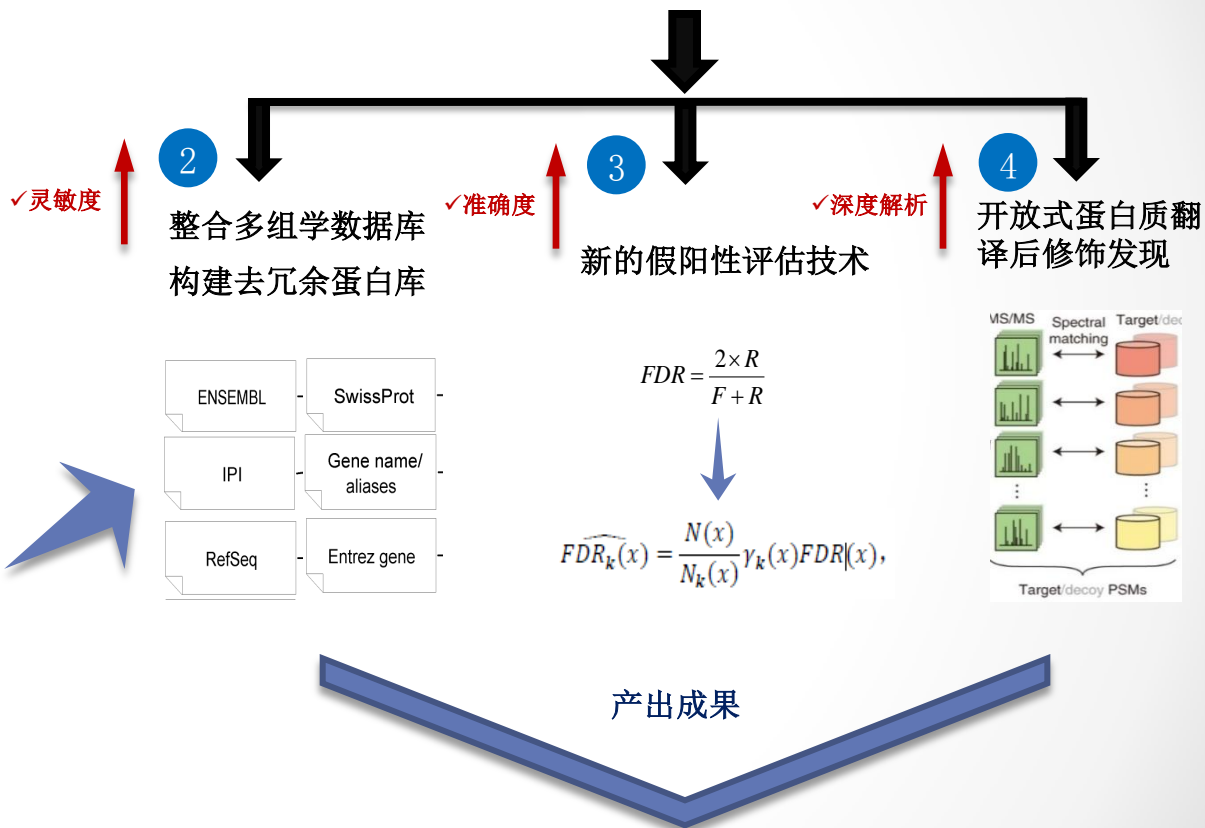 2
✓灵敏度
整合多组学数据库
构建去冗余蛋白库
3
✓准确度
新的假阳性评估技术
4
✓深度解析
开放式蛋白质翻
译后修饰发现
ENSEMBL
SwissProt
IPI
Gene name/
aliases
RefSeq
Entrez gene
FDR = \frac{2 × R}{F + R}
\widehat{FDR_k}(x) = \frac{N(x)}{N_k(x)} γ_k(x)FDR|(x),
MS/MS
Spectral
matching
Target/dec
Target/decoy PSMs
产出成果